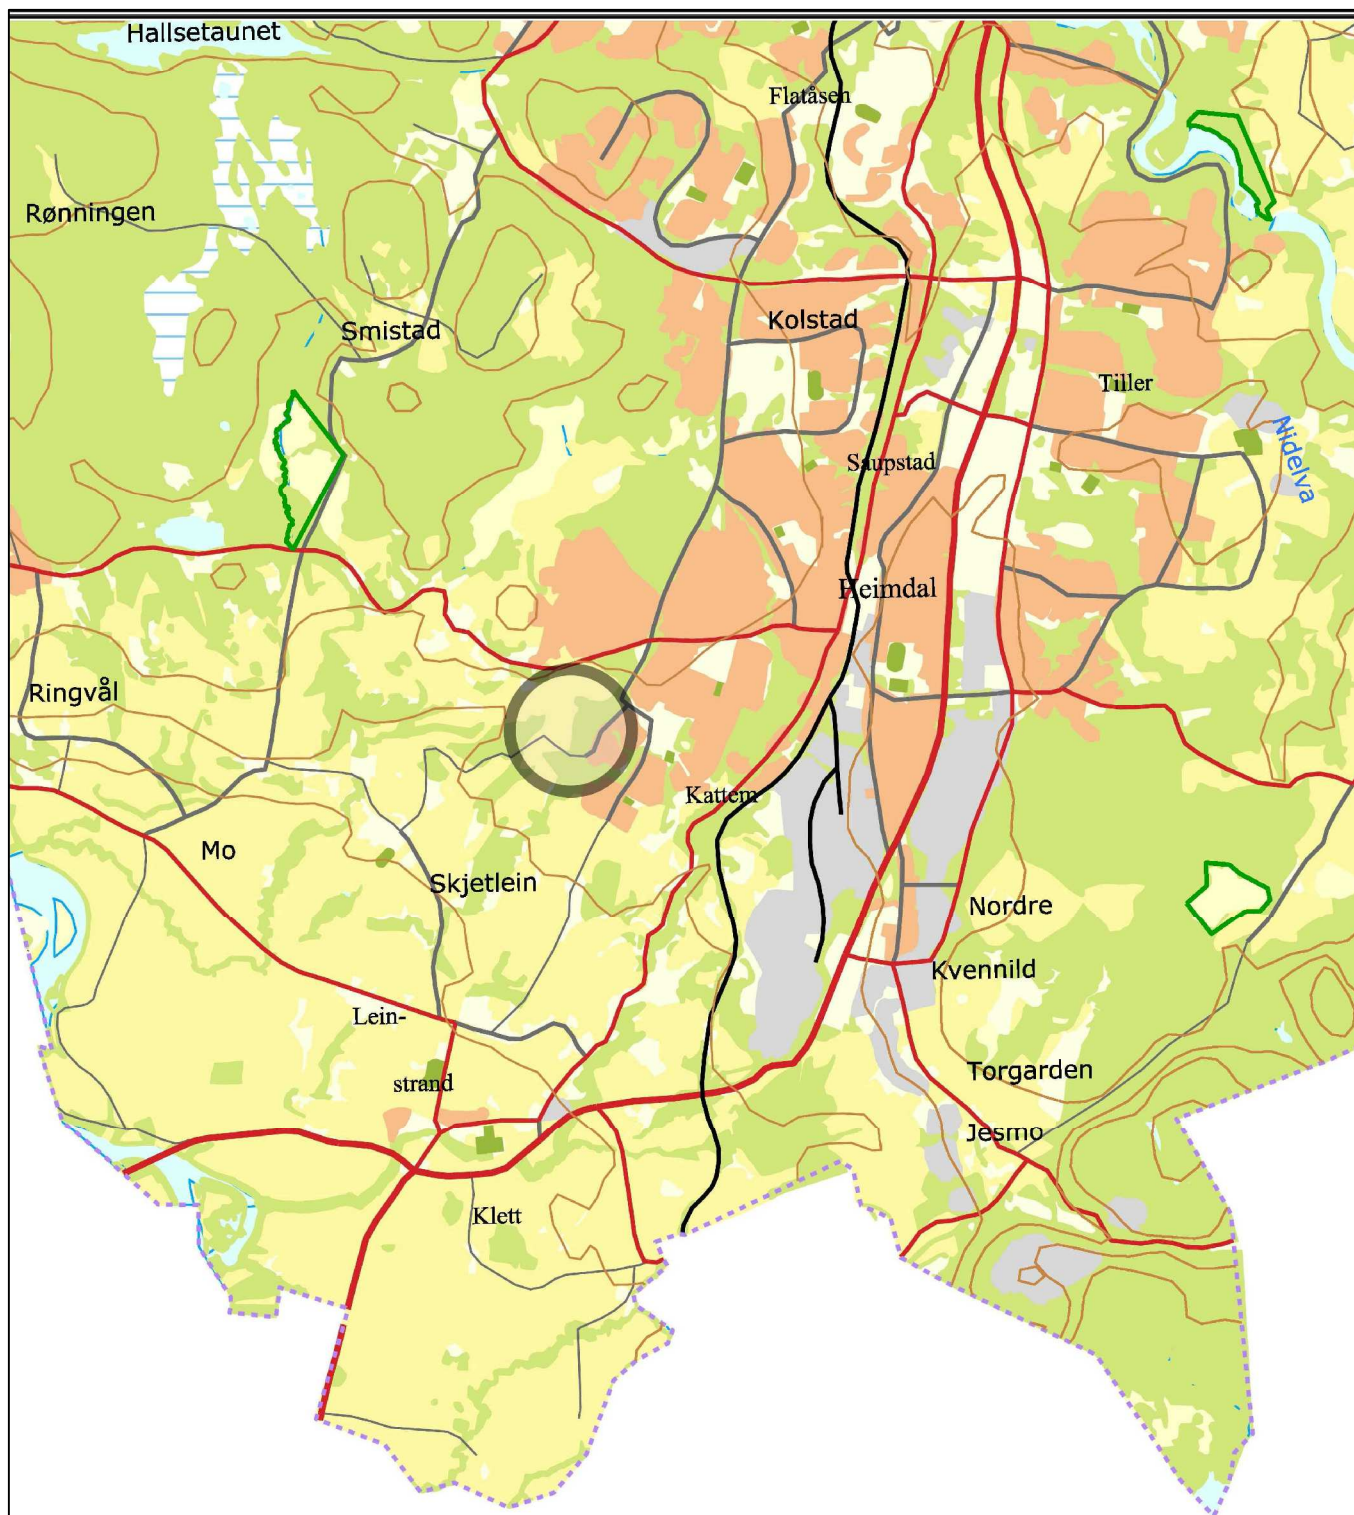 Hallsetaunet
Flatåsen
Rønningen
Kolstad
Smistad
Tiller
Nidelva
Saupstad
Heimdal
Ringvål
Kattem
Mo
Skjetlein
Nordre
Kvennild
Lein-
strand
Torgarden
Jesmo
Klett